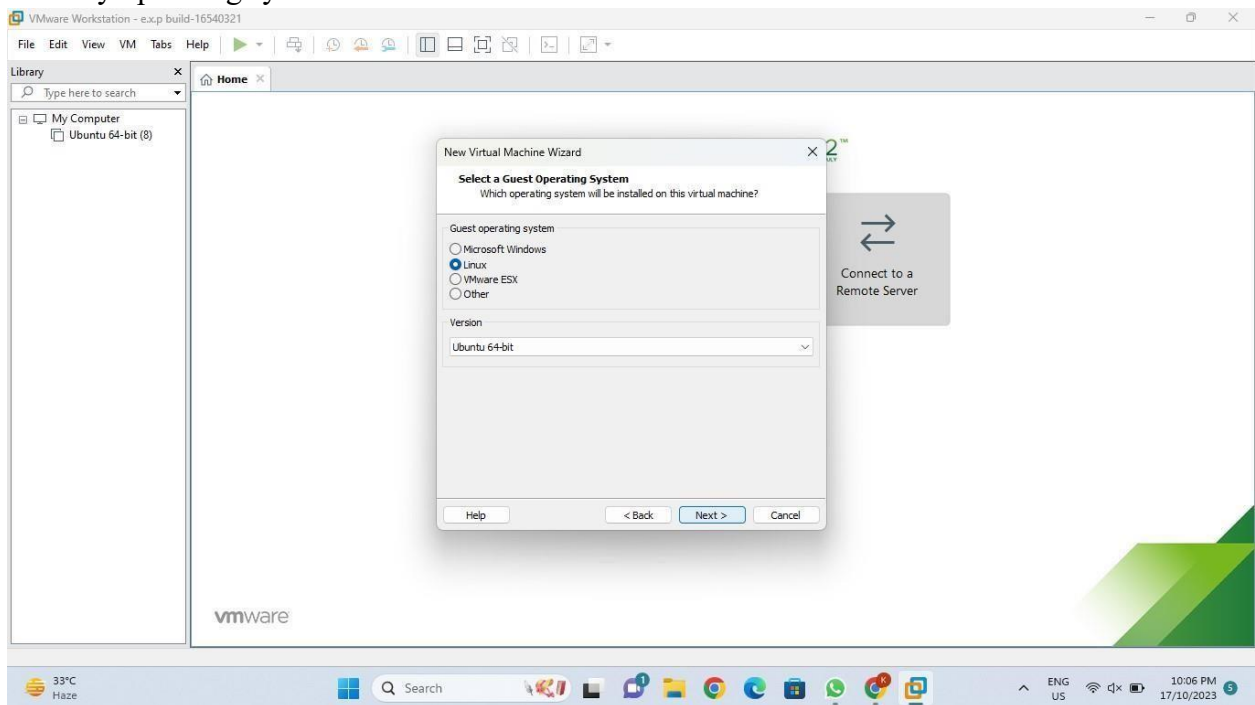 VMware Workstation - e.x.p build-16540321
File Edit View VM Tabs Help
Library
Type here to search
Home
My Computer
Ubuntu 64-bit (8)
New Virtual Machine Wizard
2™
Select a Guest Operating System
Which operating system will be installed on this virtual machine?
Guest operating system
Microsoft Windows
Linux
VMware ESX
Other
Connect to a
Remote Server
Version
Ubuntu 64-bit
Help
< Back
Next >
Cancel
vmware
33°C
Haze
Search
1
K
ENG
US
10:06 PM
17/10/2023
5